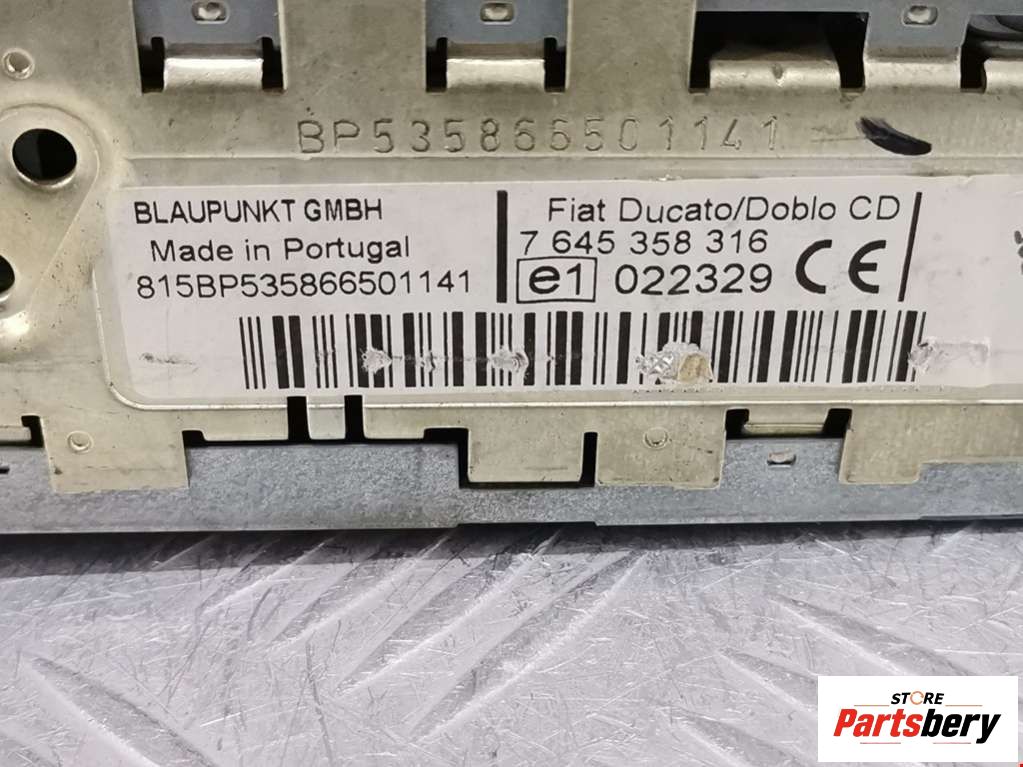 BP535866501141
BLAUPUNKT GMBH
Made in Portugal
815BP535866501141
Fiat Ducato/Doblo CD
7 645 358 316
e1 022329 CE
STORE
Partsbery